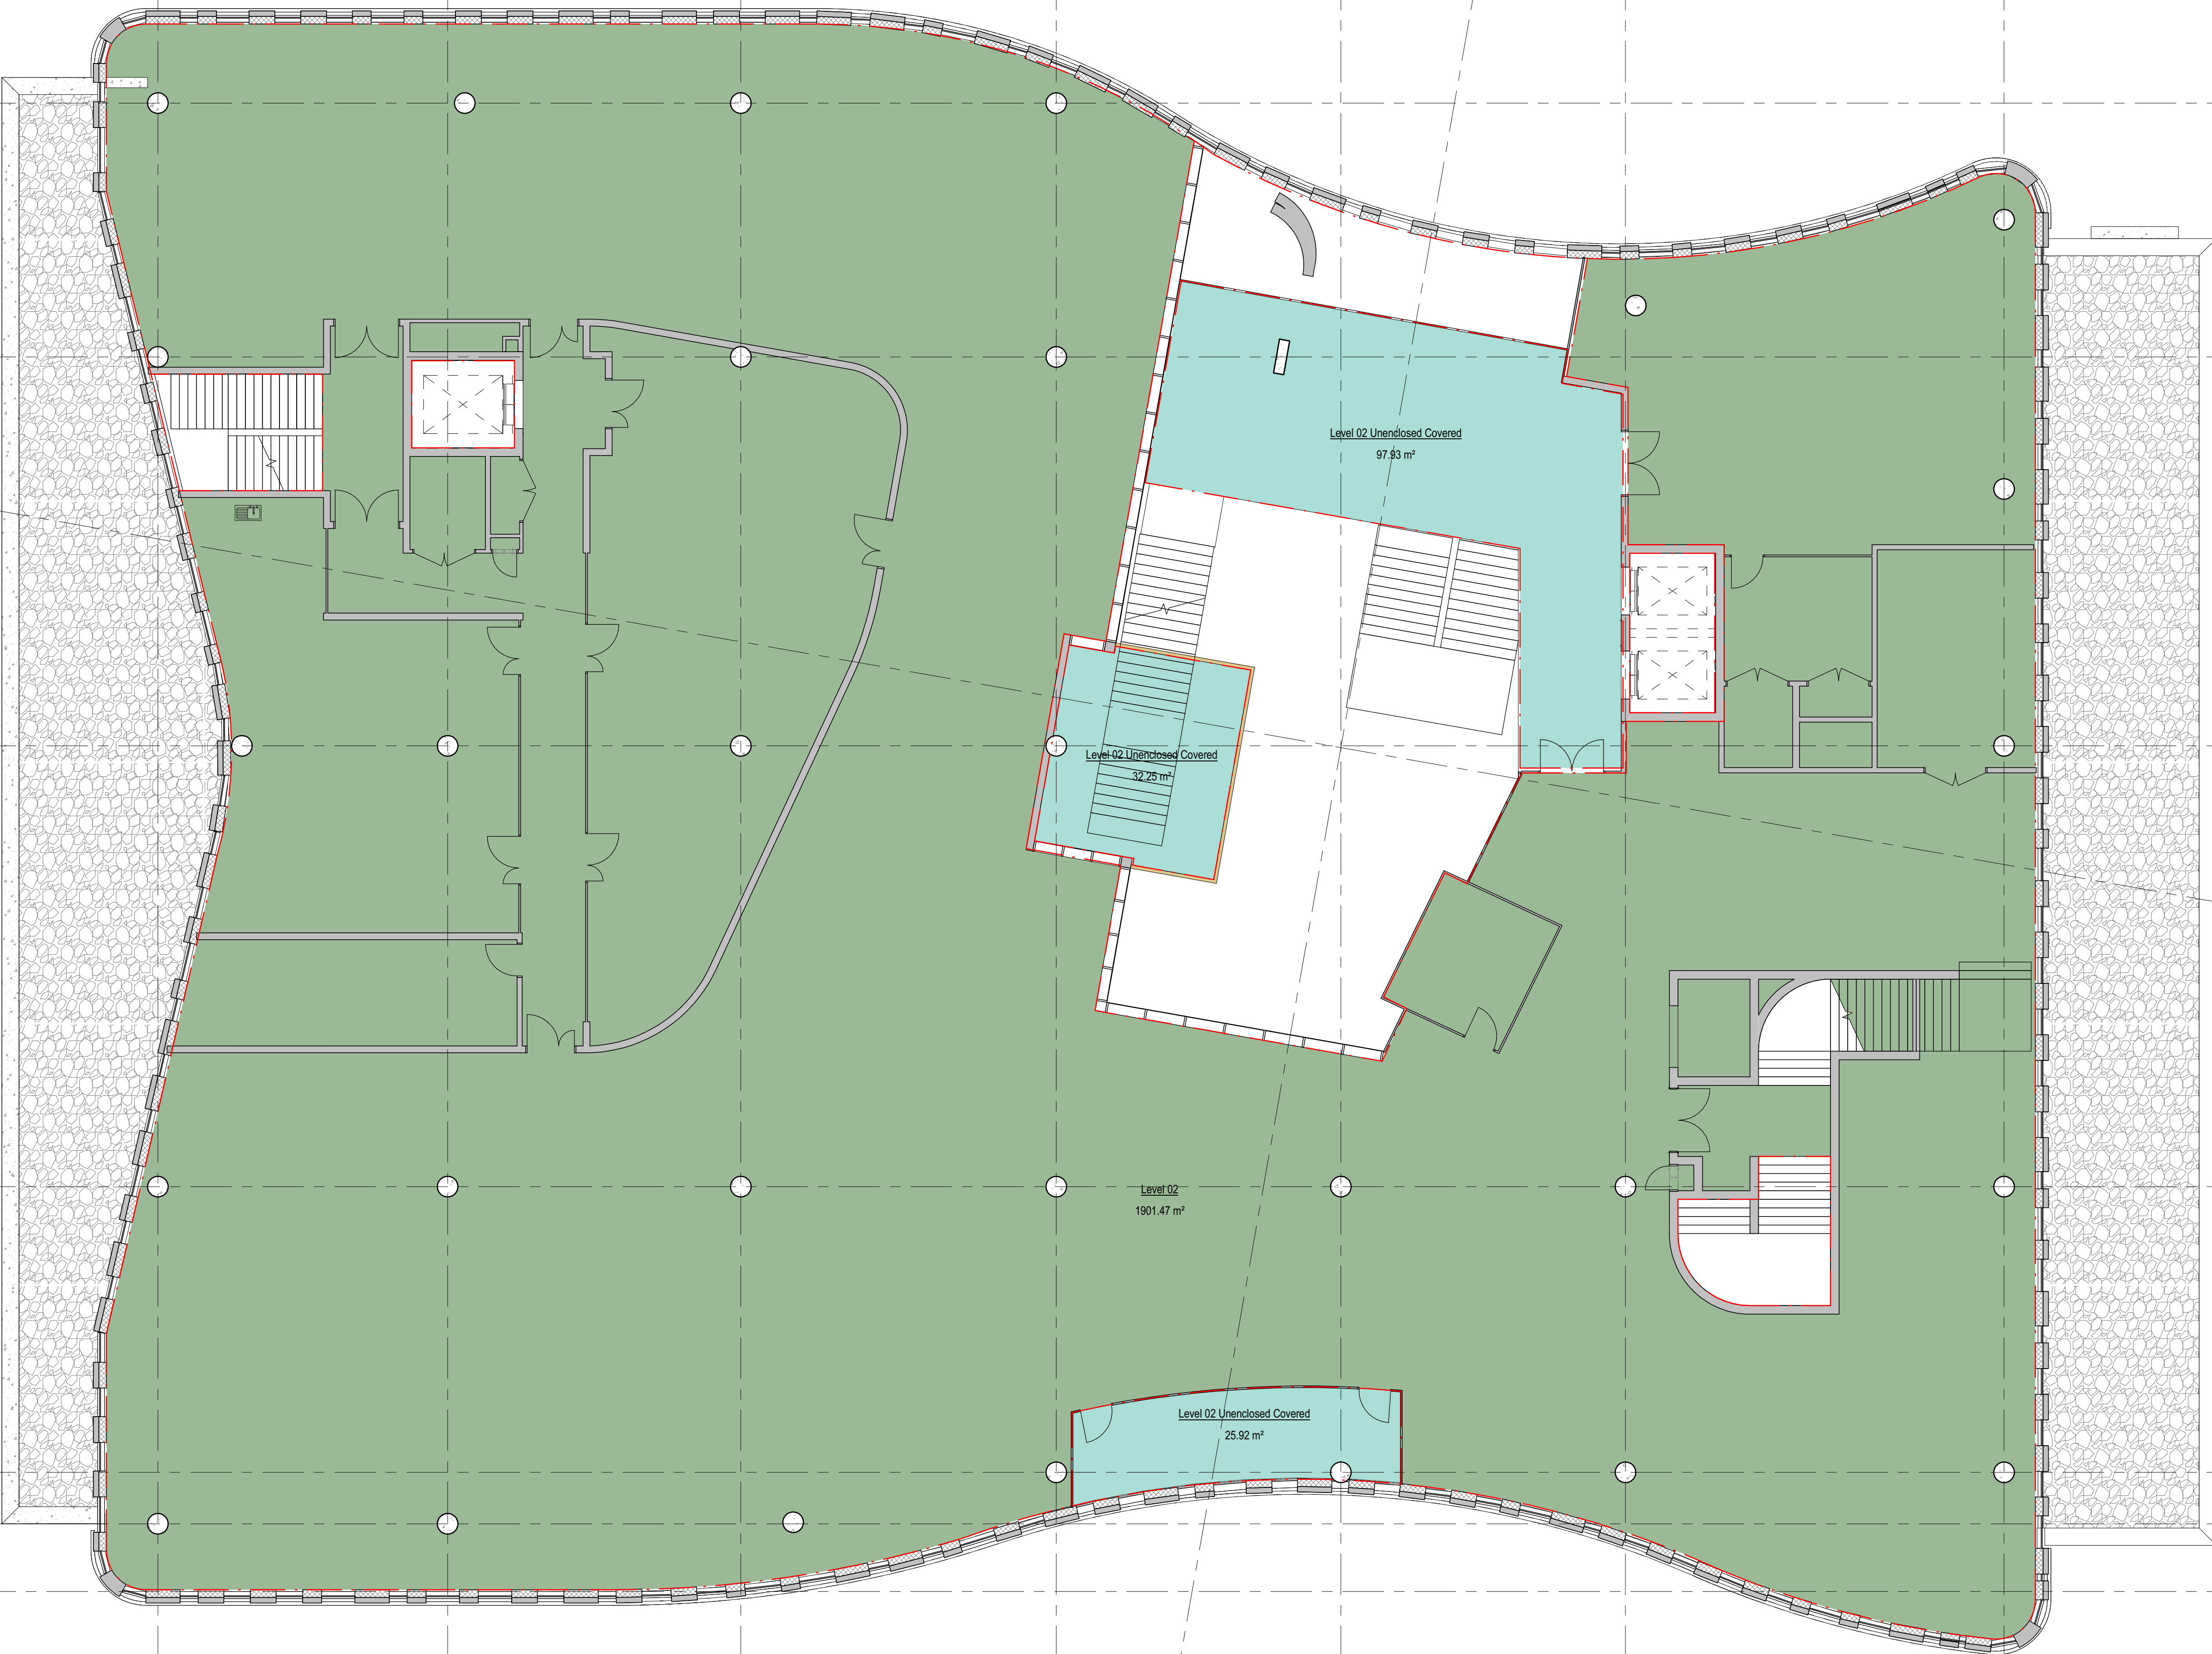 Level 02 Unenclosed Covered
97.93 m²
Level 02 Unenclosed Covered
32.25 m²
Level 02
1901.47 m²
Level 02 Unenclosed Covered
25.92 m²